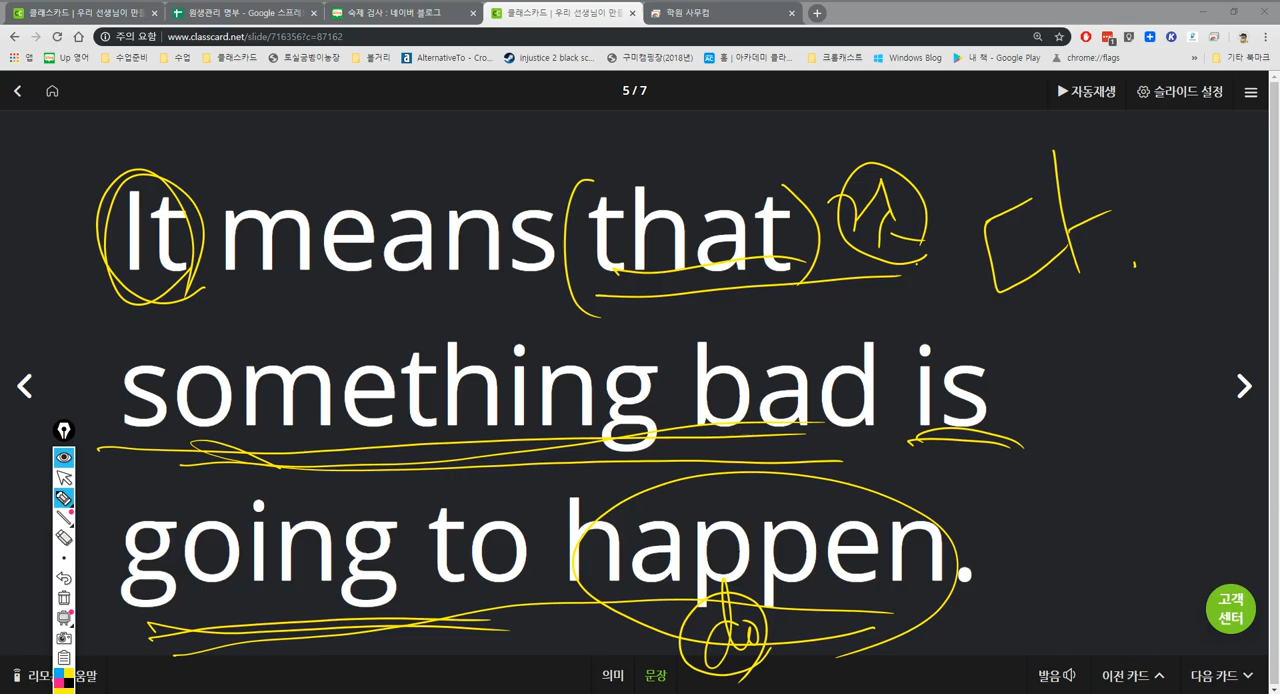 클래스카드 | 우리 선생님이 만든
원생관리 명부 - Google 스프레
숙제 검사 : 네이버 블로그
클래스카드 | 우리 선생님이 만든
학원 사무컴
주의 요함 | www.classcard.net/slide/716356?c=87162
앱 Up 영어 수업준비 수업 클래스카드 토실궁뱅이농장 볼거리 AlternativeTo - Cro... Injustice 2 black sc... 구미캠핑장(2018년) 홈 | 아카데미 플라... 크롬캐스트 Windows Blog 내 책 - Google Play chrome://flags » 기타 북마크
5 / 7
자동재생
슬라이드 설정
It means that
something bad is
going to happen.
고객
센터
의미 문장 발음 이전 카드 다음 카드